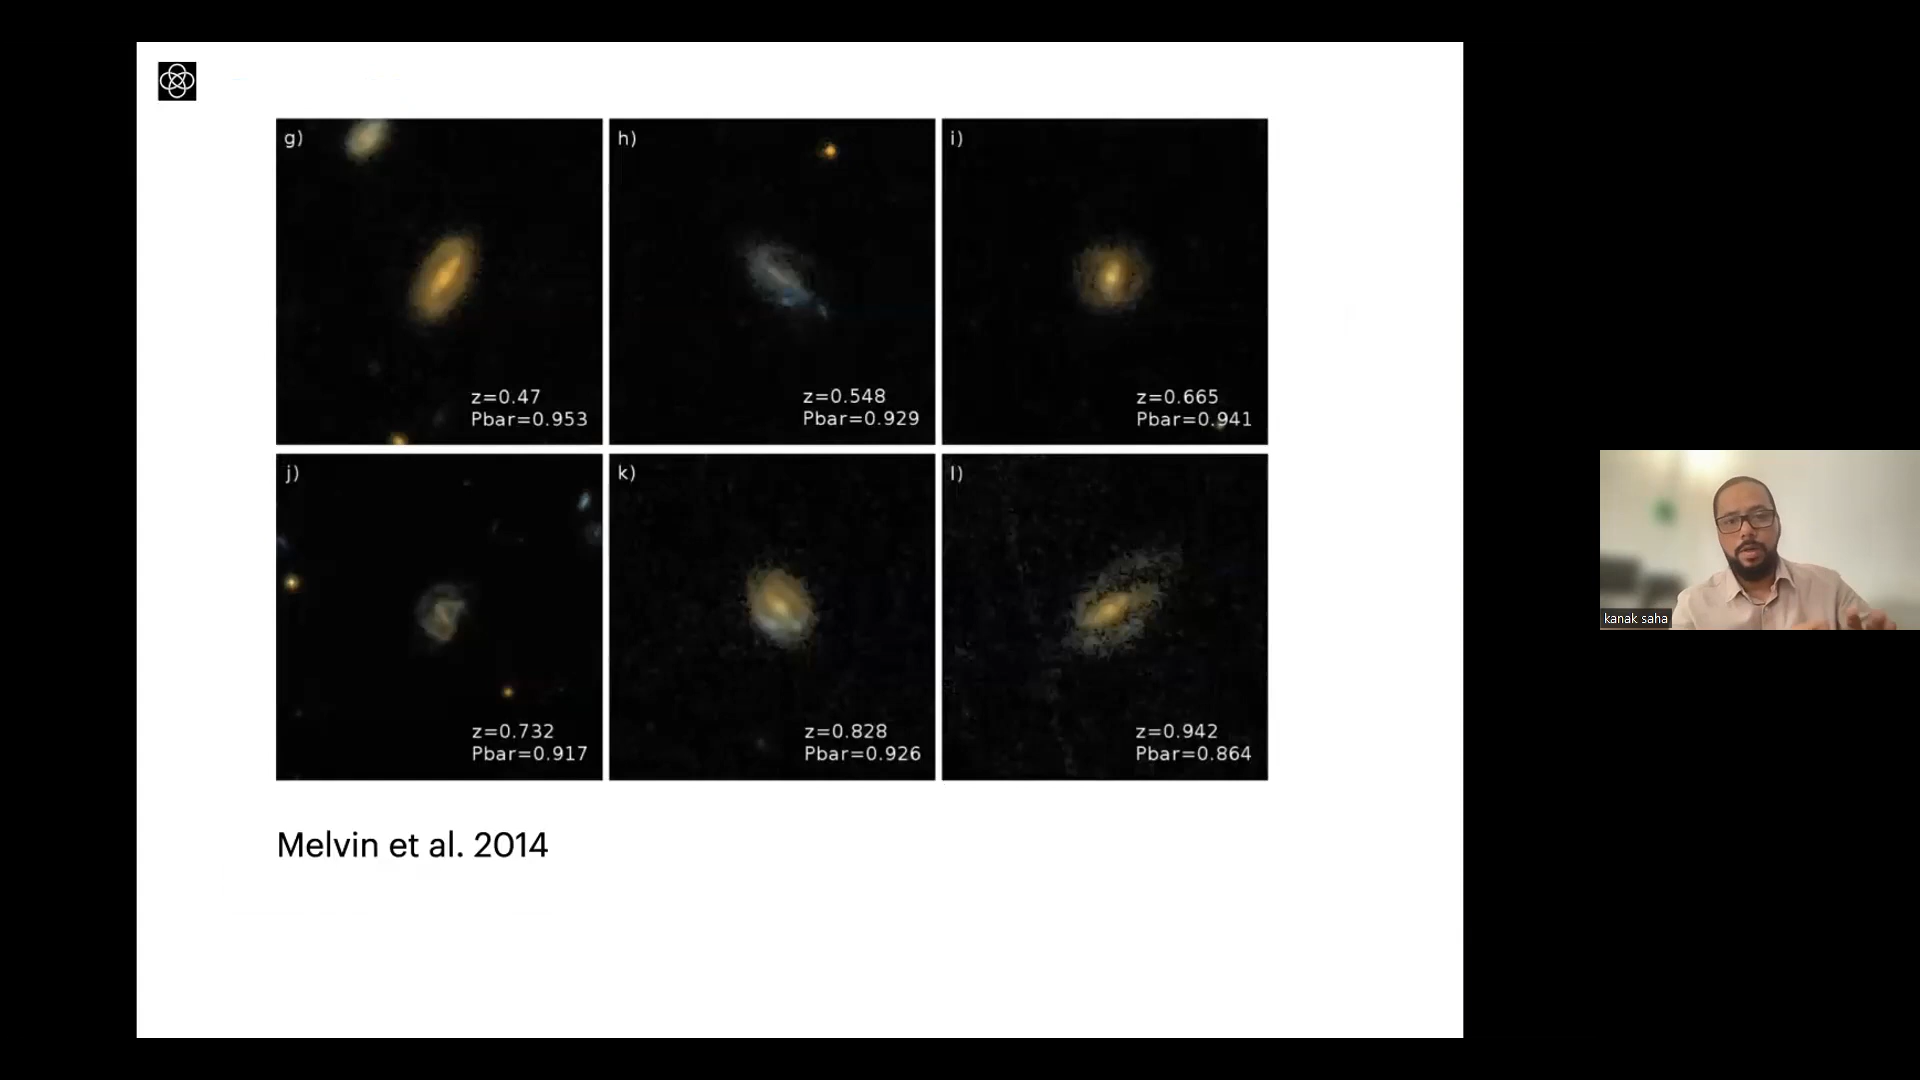 g)
z=0.47
Pbar=0.953
h)
z=0.548
Pbar=0.929
i)
z=0.665
Pbar=0.941
j)
z=0.732
Pbar=0.917
k)
z=0.828
Pbar=0.926
l)
z=0.942
Pbar=0.864
Melvin et al. 2014
kanak saha